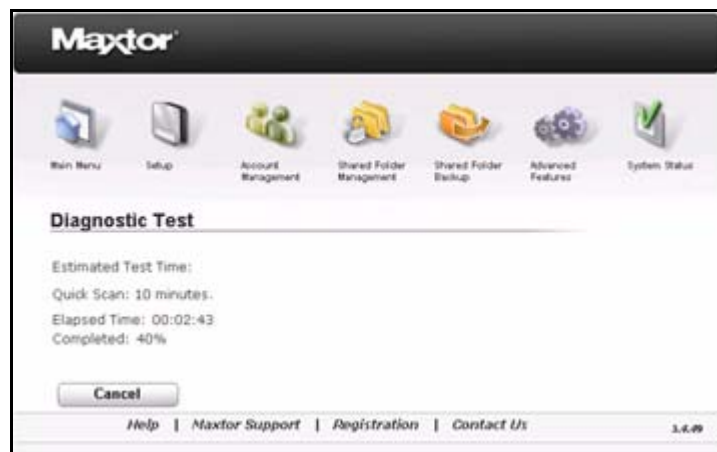 Maxtor
Main Menu
Setup
Account Management
Shared Folder Management
Shared Folder Backup
Advanced Features
System Status
Diagnostic Test
Estimated Test Time:
Quick Scan: 10 minutes.
Elapsed Time: 00:02:43
Completed: 40%
Cancel
Help | Maxtor Support | Registration | Contact Us